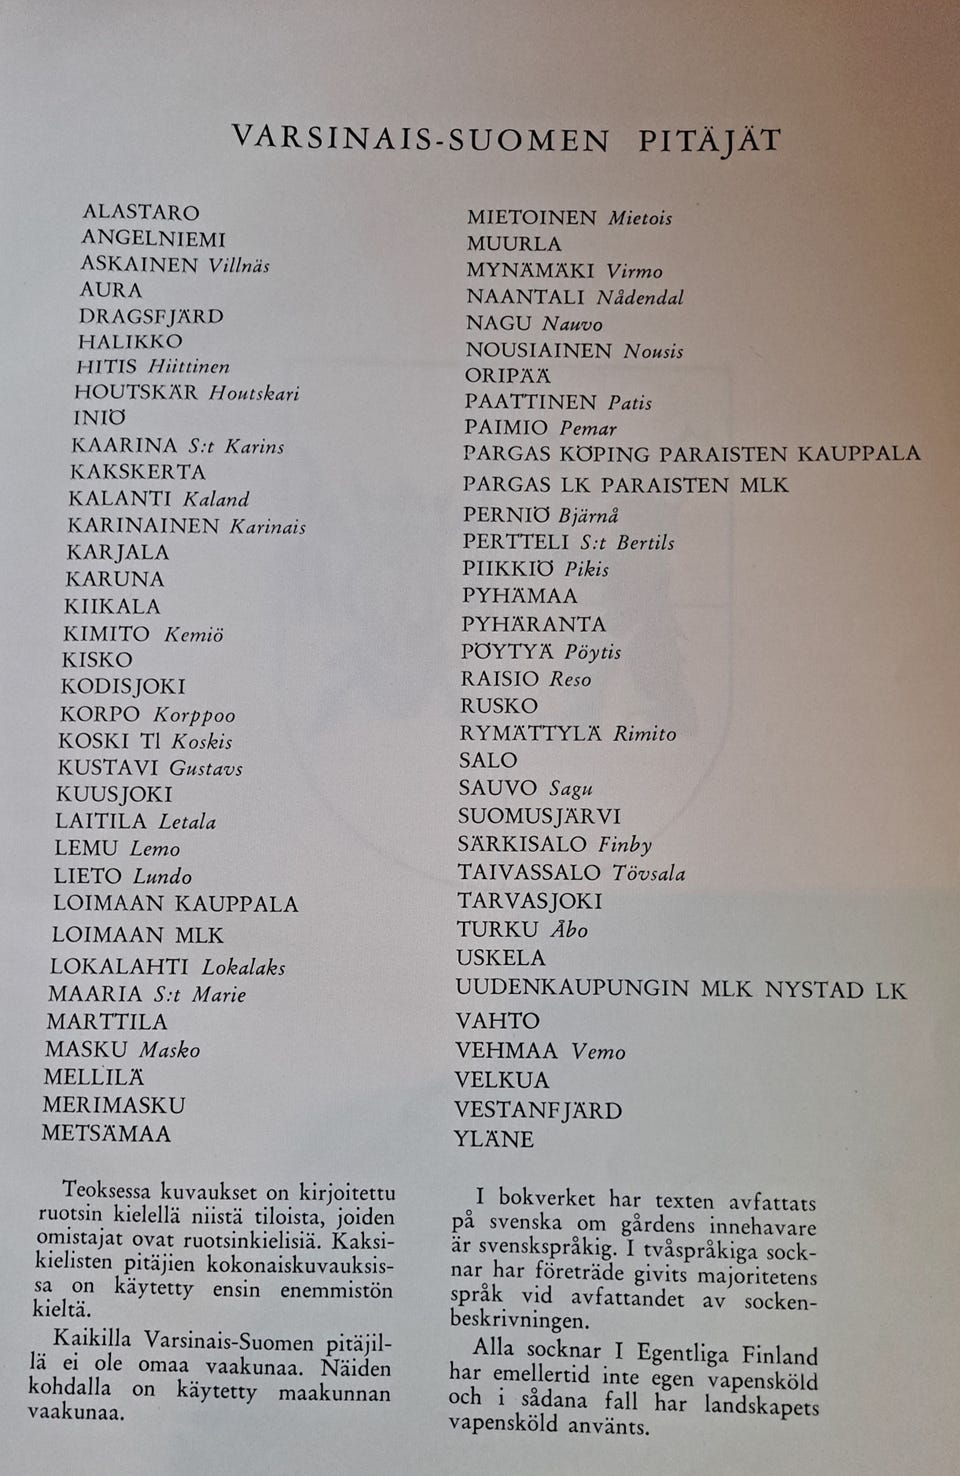 VARSINAIS-SUOMEN PITÄJÄT
ALASTARO
ANGELNIEMI
ASKAINEN Villnäs
AURA
DRAGSFJÄRD
HALIKKO
HITIS Hiittinen
HOUTSKÄR Houtskari
INIÖ
KAARINA S:t Karins
KAKSKERTA
KALANTI Kaland
KARINAINEN Karinais
KARJALA
KARUNA
KIIKALA
KIMITO Kemiö
KISKO
KODISJOKI
KORPO Korppoo
KOSKI Tl Koskis
KUSTAVI Gustavs
KUUSJOKI
LAITILA Letala
LEMU Lemo
LIETO Lundo
LOIMAAN KAUPPALA
LOIMAAN MLK
LOKALAHTI Lokalaks
MAARIA S:t Marie
MARTTILA
MASKU Masko
MELLILÄ
MERIMASKU
METSÄMAA
MIETOINEN Mietois
MUURLA
MYNÄMÄKI Virmo
NAANTALI Nådendal
NAGU Nauvo
NOUSIAINEN Nousis
ORIPÄÄ
PAATTINEN Patis
PAIMIO Pemar
PARGAS KÖPING PARAISTEN KAUPPALA
PARGAS LK PARAISTEN MLK
PERNIÖ Bjärnå
PERTTELI S:t Bertils
PIIKKIÖ Pikis
PYHÄMAA
PYHÄRANTA
PÖYTYÄ Pöytis
RAISIO Reso
RUSKO
RYMÄTTYLÄ Rimito
SALO
SAUVO Sagu
SUOMUSJÄRVI
SÄRKISALO Finby
TAIVASSALO Tövsala
TARVASJOKI
TURKU Åbo
USKELA
UUDENKAUPUNGIN MLK NYSTAD LK
VAHTO
VEHMAA Vemo
VELKUA
VESTANFJÄRD
YLÄNE
Teoksessa kuvaukset on kirjoitettu
ruotsin kielellä niistä tiloista, joiden
omistajat ovat ruotsinkielisiä. Kaksi-
kielisten pitäjien kokonaiskuvauksis-
sa on käytetty ensin enemmistön
kieltä.
Kaikilla Varsinais-Suomen pitäjil-
lä ei ole omaa vaakunaa. Näiden
kohdalla on käytetty maakunnan
vaakunaa.
I bokverket har texten avfattats
på svenska om gårdens innehavare
är svenskspråkig. I tvåspråkiga sock-
nar har företräde givits majoritetens
språk vid avfattandet av socken-
beskrivningen.
Alla socknar I Egentliga Finland
har emellertid inte egen vapensköld
och i sådana fall har landskapets
vapensköld använts.